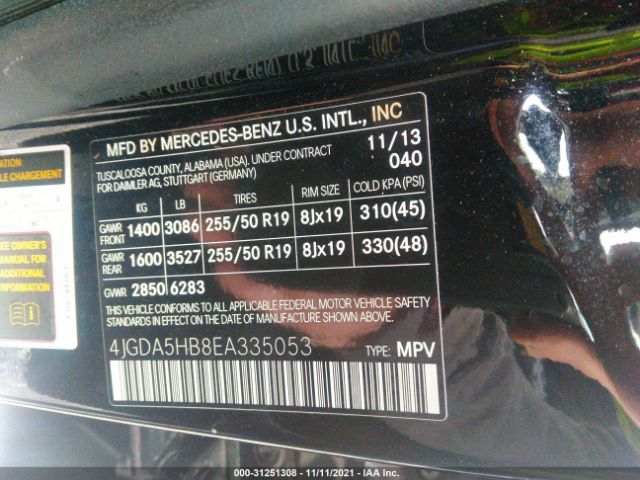 MFD BY MERCEDES-BENZ U.S. INTL., INC
TUSCALOOSA COUNTY, ALABAMA (USA). UNDER CONTRACT 11/13
FOR DAIMLER AG, STUTTGART (GERMANY) 040
KG LB TIRES RIM SIZE COLD KPA (PSI)
GAWR FRONT 1400 3086 255/50 R19 8Jx19 310(45)
GAWR REAR 1600 3527 255/50 R19 8Jx19 330(48)
GVWR 2850 6283
THIS VEHICLE CONFORMS TO ALL APPLICABLE FEDERAL MOTOR VEHICLE SAFETY
STANDARDS IN EFFECT ON THE DATE OF MANUFACTURE SHOWN ABOVE.
4JGDA5HB8EA335053 TYPE: MPV
OWNER'S
MANUAL FOR
ADDITIONAL
INFORMATION
000-31251308 - 11/11/2021 - IAA Inc.